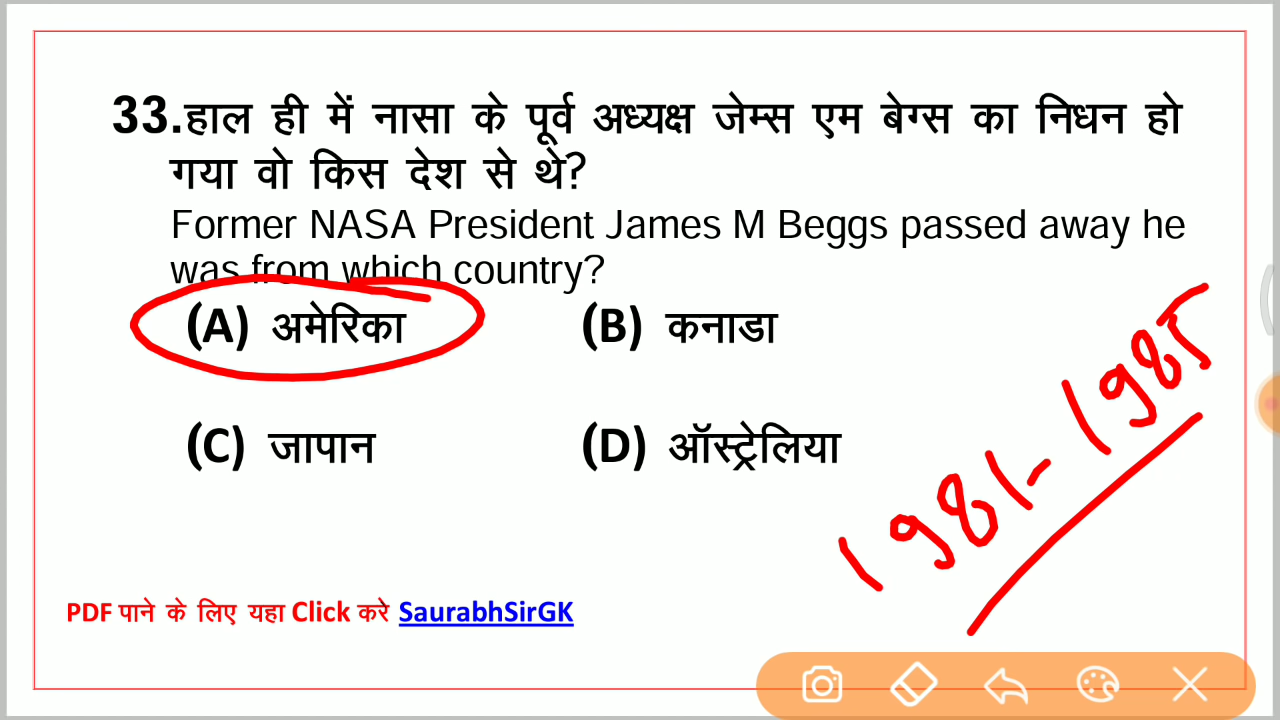 33.हाल ही में नासा के पूर्व अध्यक्ष जेम्स एम बेग्स का निधन हो
गया वो किस देश से थे?
Former NASA President James M Beggs passed away he
was from which country?
(A) अमेरिका (B) कनाडा
(C) जापान (D) ऑस्ट्रेलिया
1981-1985
PDF पाने के लिए यहा Click करे SaurabhSirGK